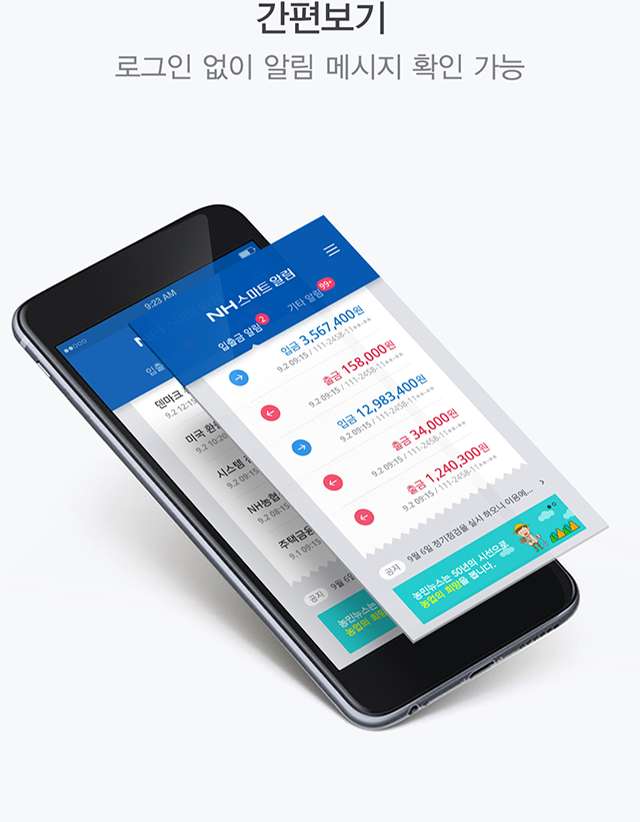 간편보기
로그인 없이 알림 메시지 확인 가능
9:23 AM
NH스마트알림
입출금 알림 2
기타 알림 99+
입금 3,567,400원
9.2 09:15 / 111-2458-11**-**
출금 158,000원
9.2 09:15 / 111-2458-11**-**
입금 12,983,400원
9.2 09:15 / 111-2458-11**-**
출금 34,000원
9.2 09:15 / 111-2458-11**-**
출금 1,240,300원
9.2 09:15 / 111-2458-11**-**
공지 9월 6일 정기점검을 실시 하오니 이용에...
농민뉴스는 50년의 시선으로
농업의 희망을 봅니다.
입출
덴마크
9.2 12:15
미국 환
9.2 10:20
시스템
9.2 09:15
NH농협
9.2 08:15
주택금융
9.1 09:15
공지 9월 6일
농민뉴스는
농업의 희망